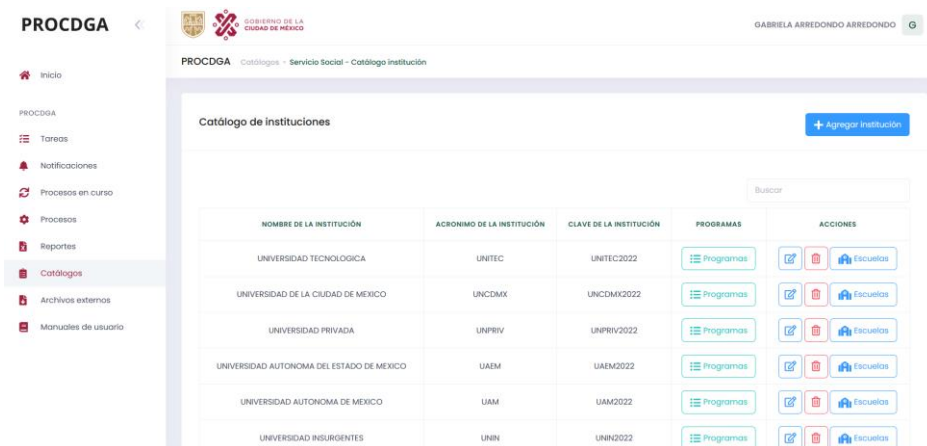 PROCDGA
Inicio
PROCDGA
Tareas
Notificaciones
Procesos en curso
Procesos
Reportes
Catálogos
Archivos externos
Manuales de usuario
GOBIERNO DE LA
CIUDAD DE MÉXICO
GABRIELA ARREDONDO ARREDONDO G
PROCDGA Catálogos - Servicio Social - Catálogo institución
Catálogo de instituciones
Agregar institución
Buscar
NOMBRE DE LA INSTITUCIÓN ACRONIMO DE LA INSTITUCIÓN CLAVE DE LA INSTITUCIÓN PROGRAMAS ACCIONES
UNIVERSIDAD TECNOLOGICA UNITEC UNITEC2022 Programas Escuelas
UNIVERSIDAD DE LA CIUDAD DE MEXICO UNCDMX UNCDMX2022 Programas Escuelas
UNIVERSIDAD PRIVADA UNPRIV UNPRIV2022 Programas Escuelas
UNIVERSIDAD AUTONOMA DEL ESTADO DE MEXICO UAEM UAEM2022 Programas Escuelas
UNIVERSIDAD AUTONOMA DE MEXICO UAM UAM2022 Programas Escuelas
UNIVERSIDAD INSURGENTES UNIN UNIN2022 Programas Escuelas